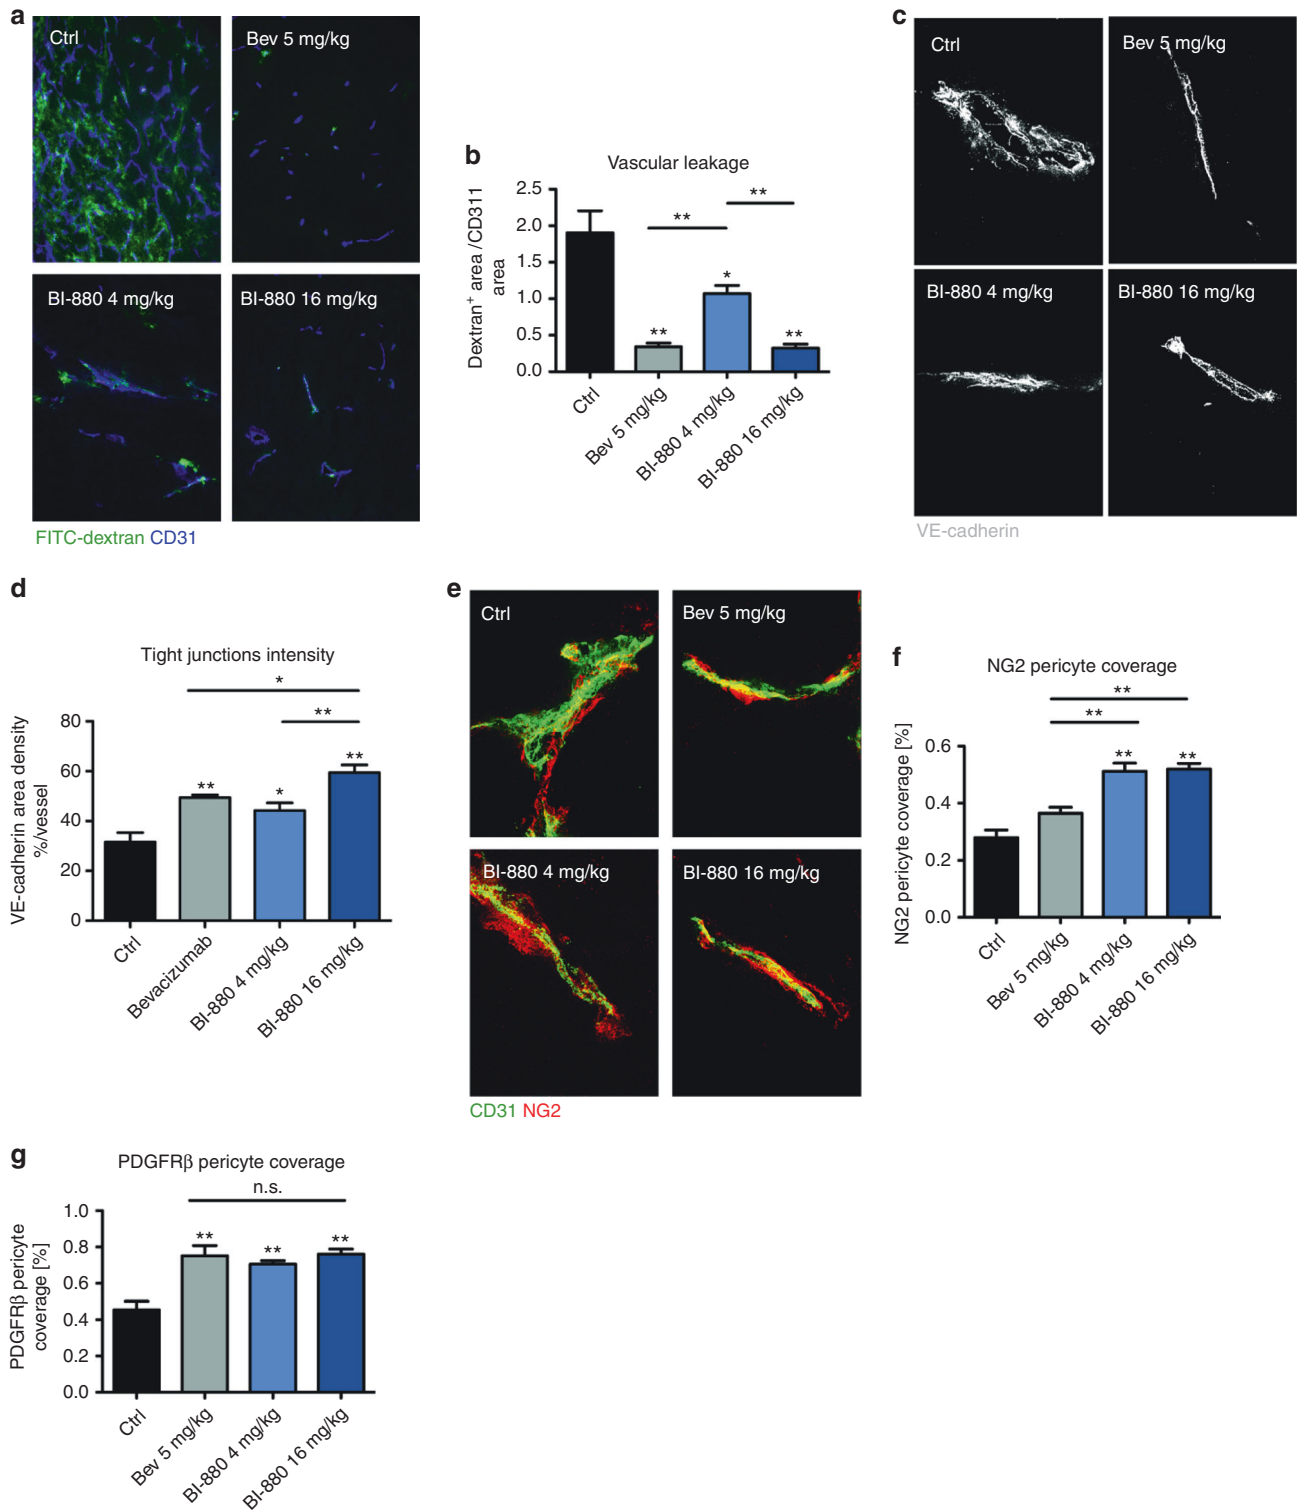 a
Ctrl
Bev 5 mg/kg
BI-880 4 mg/kg
BI-880 16 mg/kg
FITC-dextran CD31
b
Vascular leakage
Dextran⁺ area /CD311
area
2.5
2.0
1.5
1.0
0.5
0.0
**
**
**
*
**
Ctrl
Bev 5 mg/kg
BI-880 4 mg/kg
BI-880 16 mg/kg
c
Ctrl
Bev 5 mg/kg
BI-880 4 mg/kg
BI-880 16 mg/kg
VE-cadherin
d
Tight junctions intensity
VE-cadherin area density
%/vessel
80
60
40
20
0
*
**
**
*
**
Ctrl
Bevacizumab
BI-880 4 mg/kg
BI-880 16 mg/kg
e
Ctrl
Bev 5 mg/kg
BI-880 4 mg/kg
BI-880 16 mg/kg
CD31 NG2
f
NG2 pericyte coverage
NG2 pericyte coverage [%]
0.6
0.4
0.2
0.0
**
**
**
**
Ctrl
Bev 5 mg/kg
BI-880 4 mg/kg
BI-880 16 mg/kg
g
PDGFRβ pericyte coverage
n.s.
PDGFRβ pericyte
coverage [%]
1.0
0.8
0.6
0.4
0.2
0.0
**
**
**
Ctrl
Bev 5 mg/kg
BI-880 4 mg/kg
BI-880 16 mg/kg